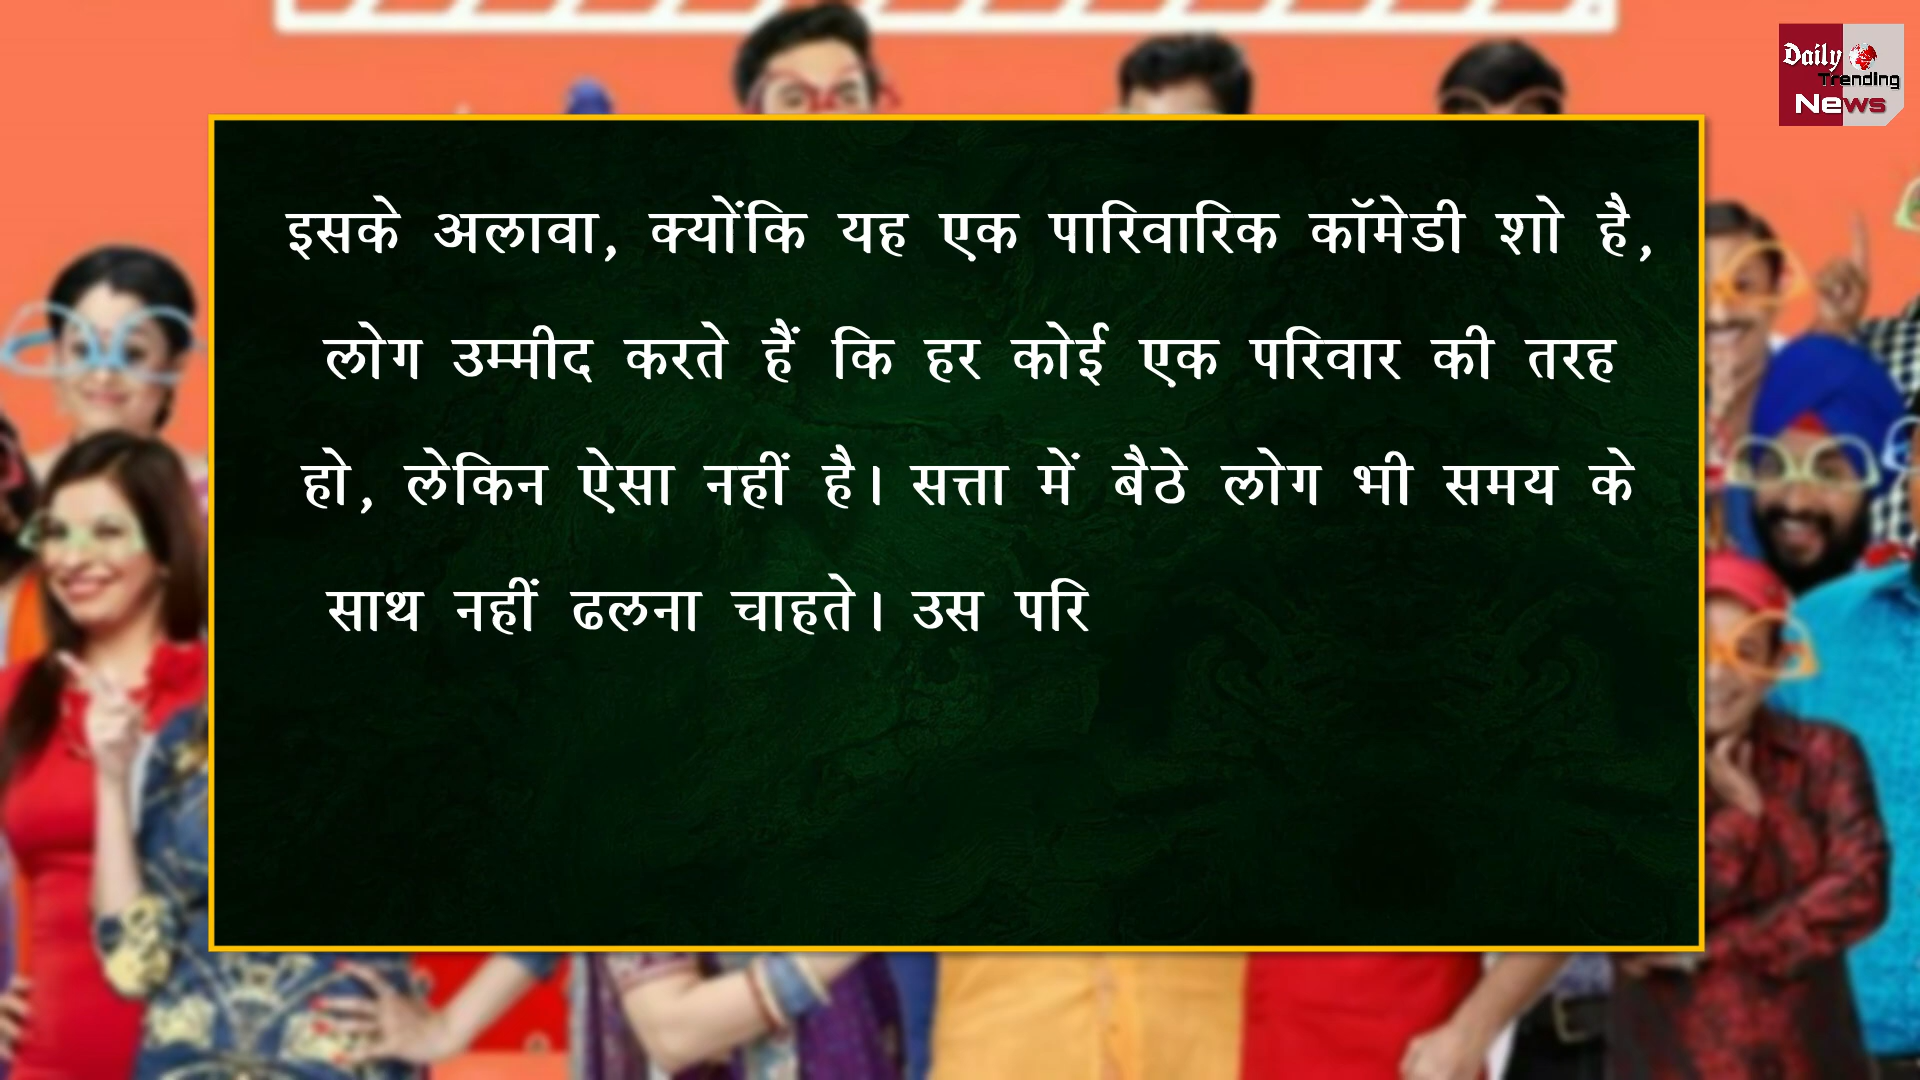 Daily
Trending
News
इसके अलावा, क्योंकि यह एक पारिवारिक कॉमेडी शो है,
लोग उम्मीद करते हैं कि हर कोई एक परिवार की तरह
हो, लेकिन ऐसा नहीं है। सत्ता में बैठे लोग भी समय के
साथ नहीं ढलना चाहते। उस परि